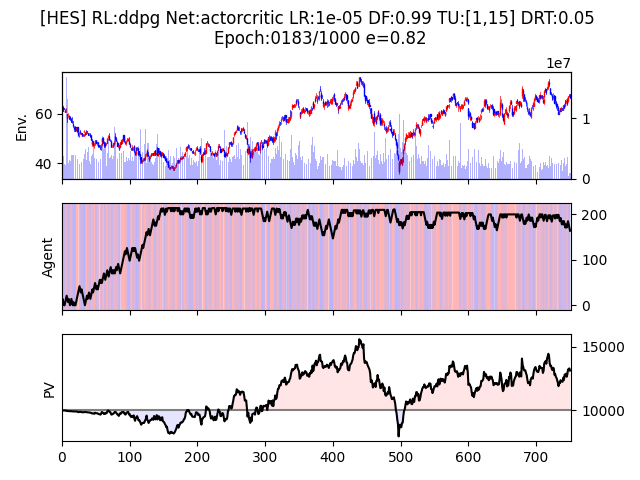 [HES] RL:ddpg Net:actorcritic LR:1e-05 DF:0.99 TU:[1,15] DRT:0.05
Epoch:0183/1000 e=0.82
1e7
Env.
60
40
1
0
Agent
200
100
0
PV
15000
10000
0 100 200 300 400 500 600 700